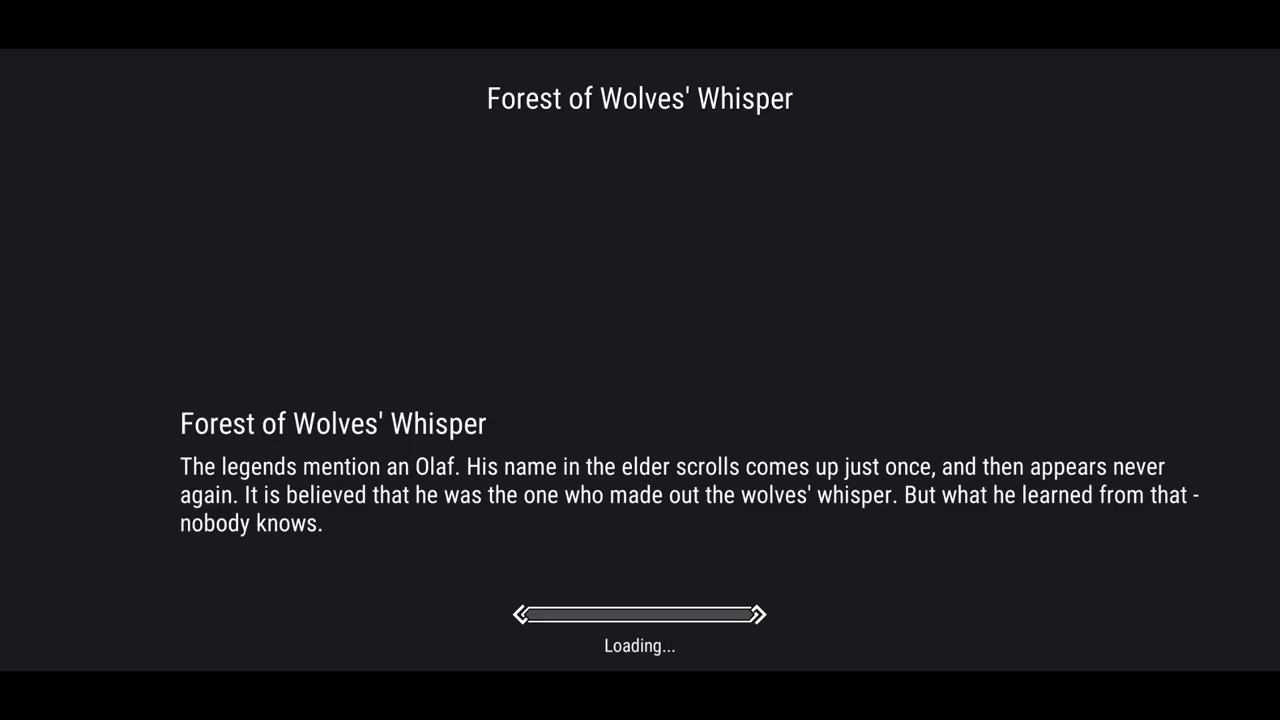 Forest of Wolves' Whisper
Forest of Wolves' Whisper
The legends mention an Olaf. His name in the elder scrolls comes up just once, and then appears never
again. It is believed that he was the one who made out the wolves' whisper. But what he learned from that -
nobody knows.
Loading...